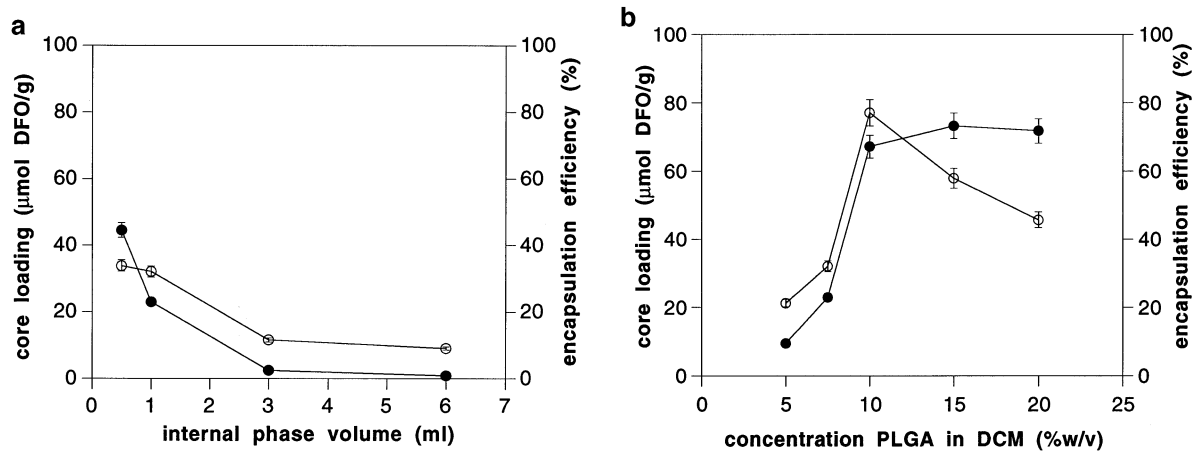 a
100
80
60
40
20
0
core loading (μmol DFO/g)
100
80
60
40
20
0
encapsulation efficiency (%)
0 1 2 3 4 5 6 7
internal phase volume (ml)
b
100
80
60
40
20
0
core loading (μmol DFO/g)
100
80
60
40
20
0
encapsulation efficiency (%)
0 5 10 15 20 25
concentration PLGA in DCM (%w/v)